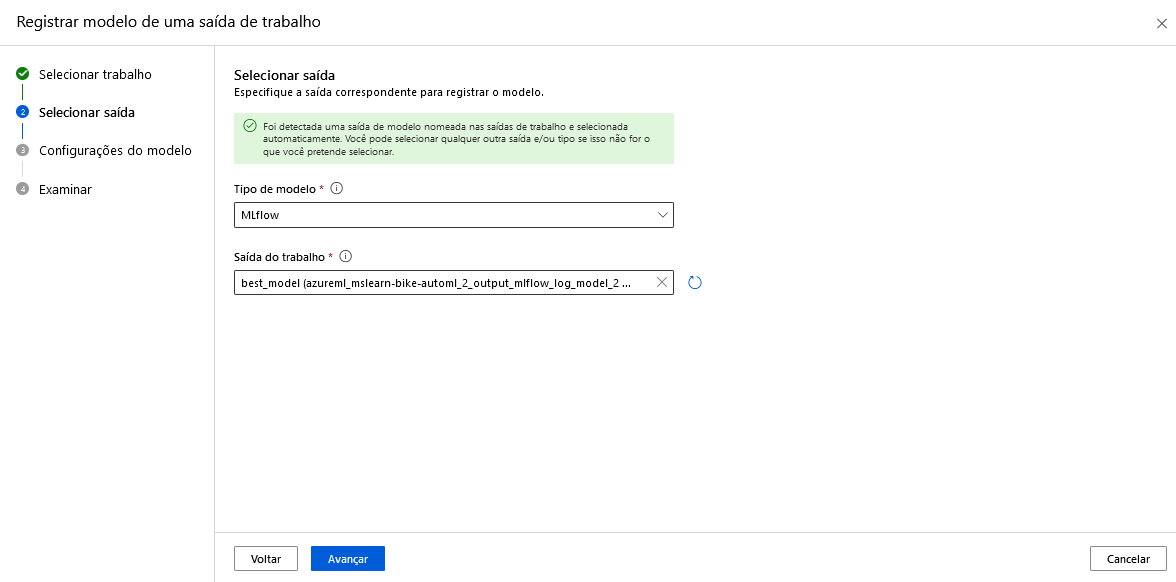 Registrar modelo de uma saída de trabalho
Selecionar trabalho
2 Selecionar saída
3 Configurações do modelo
4 Examinar
Selecionar saída
Especifique a saída correspondente para registrar o modelo.
Foi detectada uma saída de modelo nomeada nas saídas de trabalho e selecionada
automaticamente. Você pode selecionar qualquer outra saída e/ou tipo se isso não for o
que você pretende selecionar.
Tipo de modelo *
MLflow
Saída do trabalho *
best_model (azureml_mslearn-bike-automl_2_output_mlflow_log_model_2 ...
Voltar
Avançar
Cancelar